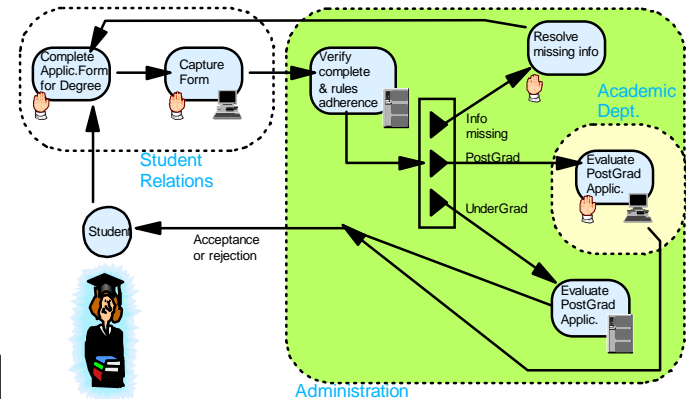 Complete
Applic.Form
for Degree
Capture
Form
Verify
complete
& rules
adherence
Resolve
missing info
Academic
Dept.
Info
missing
PostGrad
UnderGrad
Evaluate
PostGrad
Applic.
Student
Relations
Student
Acceptance
or rejection
Evaluate
PostGrad
Applic.
Administration